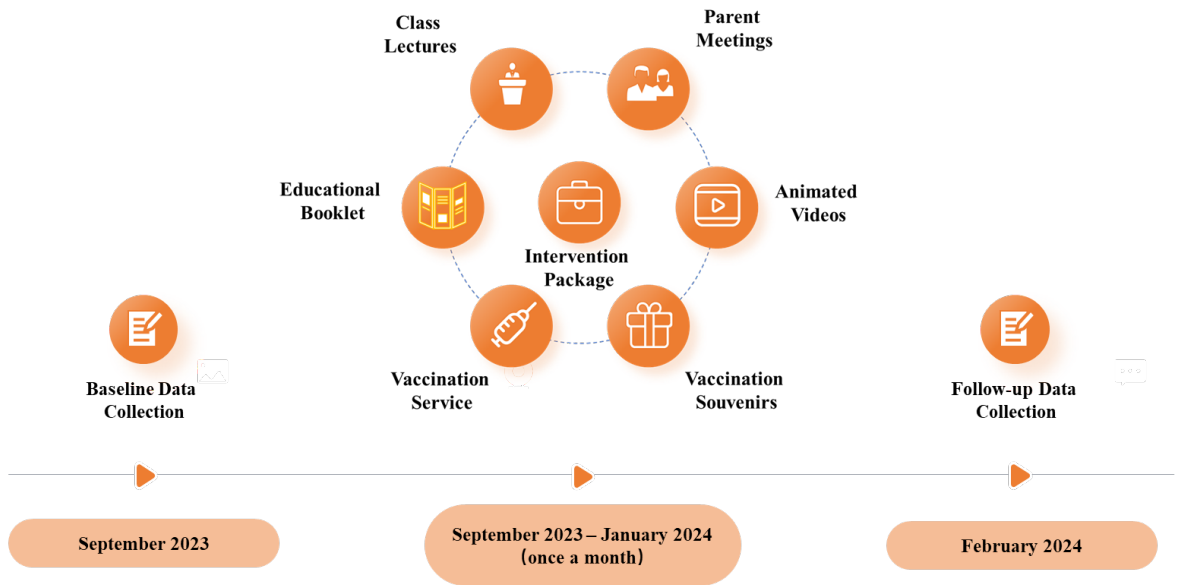 Class
Lectures
Parent
Meetings
Educational
Booklet
Animated
Videos
Intervention
Package
Vaccination
Service
Vaccination
Souvenirs
Baseline Data
Collection
Follow-up Data
Collection
September 2023
September 2023 – January 2024
(once a month)
February 2024